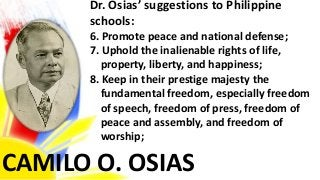 Dr. Osias' suggestions to Philippine
schools:
6. Promote peace and national defense;
7. Uphold the inalienable rights of life,
property, liberty, and happiness;
8. Keep in their prestige majesty the
fundamental freedom, especially freedom
of speech, freedom of press, freedom of
peace and assembly, and freedom of
worship;
CAMILO O. OSIAS